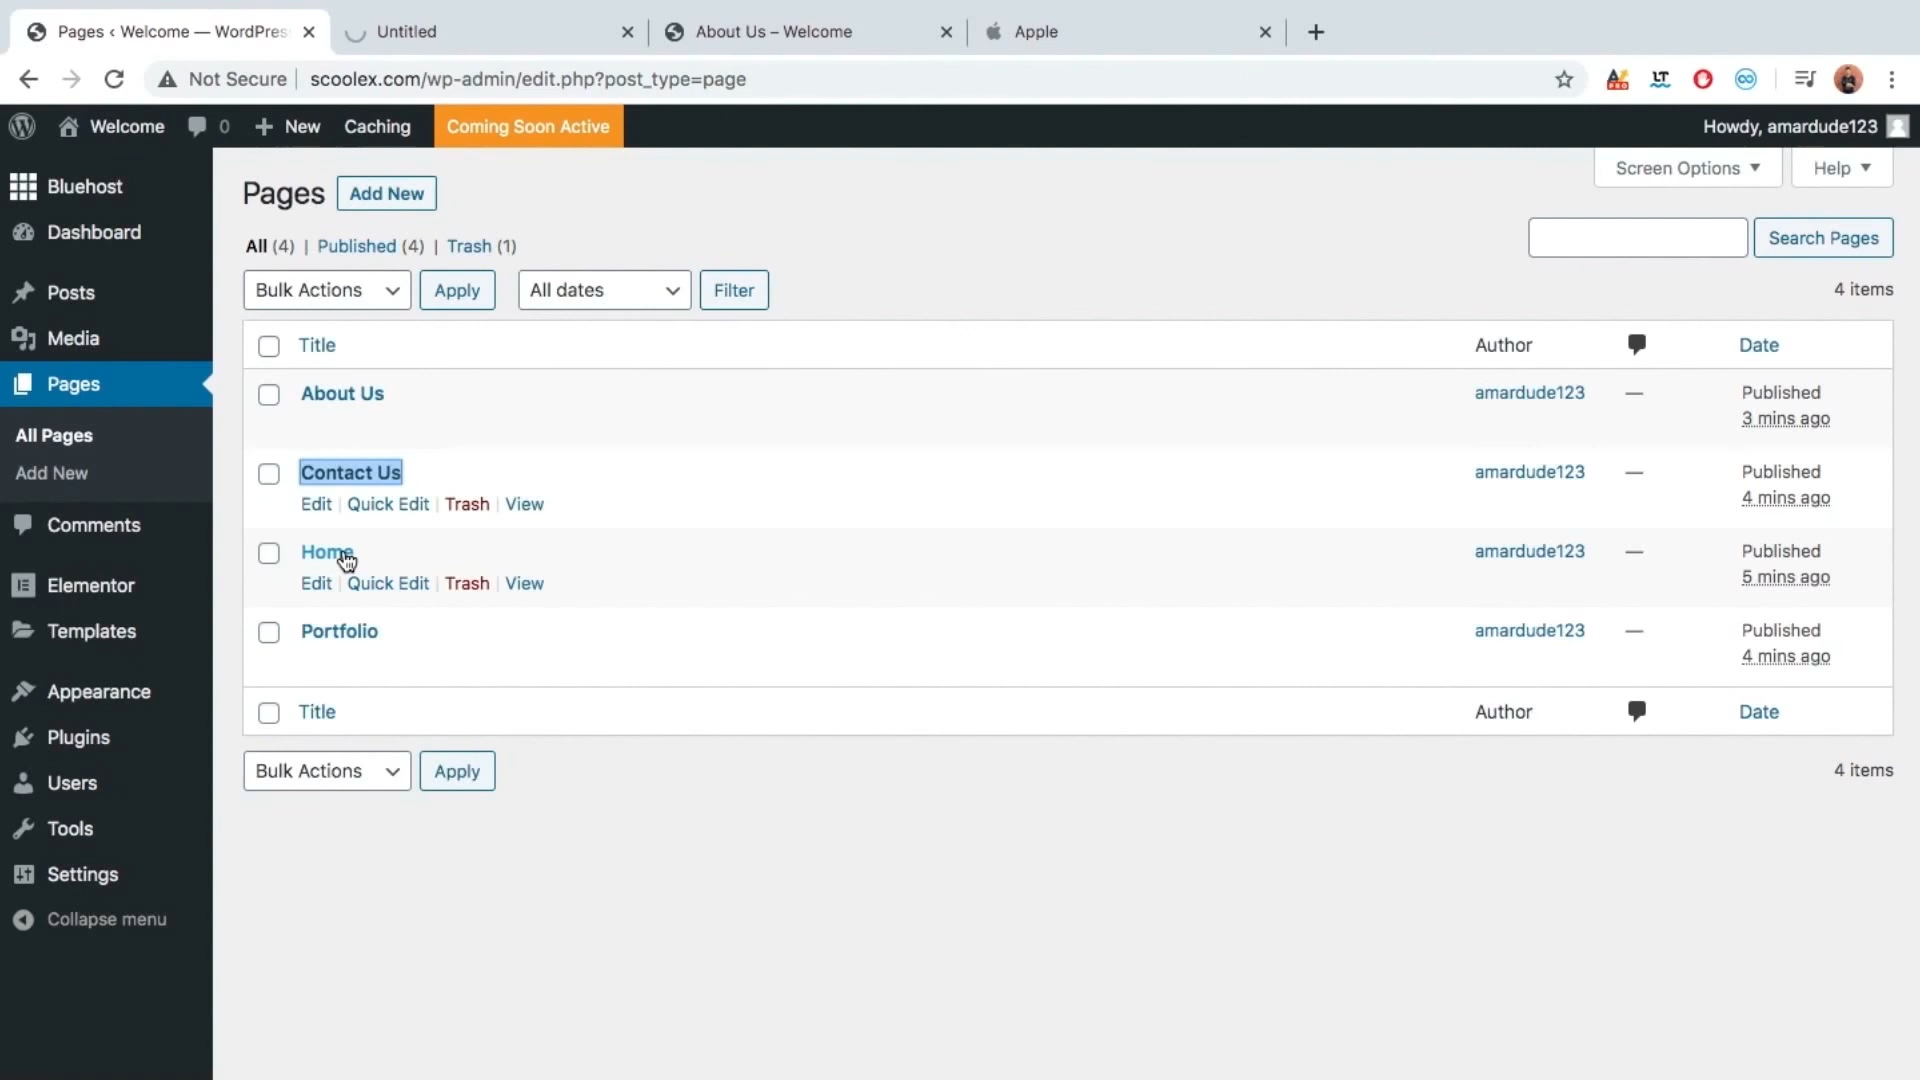 Pages ‹ Welcome — WordPres
Untitled
About Us – Welcome
Apple
Not Secure
scoolex.com/wp-admin/edit.php?post_type=page
Welcome
0
New
Caching
Coming Soon Active
Howdy, amardude123
Bluehost
Dashboard
Posts
Media
Pages
All Pages
Add New
Comments
Elementor
Templates
Appearance
Plugins
Users
Tools
Settings
Collapse menu
Screen Options
Help
Pages
Add New
All (4) | Published (4) | Trash (1)
Search Pages
Bulk Actions
Apply
All dates
Filter
4 items
Title
Author
Date
About Us
amardude123
—
Published
3 mins ago
Contact Us
Edit | Quick Edit | Trash | View
amardude123
—
Published
4 mins ago
Home
Edit | Quick Edit | Trash | View
amardude123
—
Published
5 mins ago
Portfolio
amardude123
—
Published
4 mins ago
Title
Author
Date
Bulk Actions
Apply
4 items